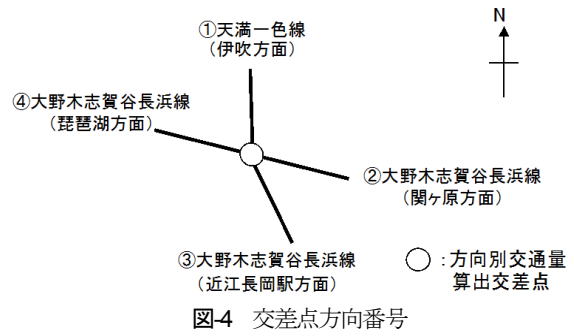 ①天満一色線
(伊吹方面)
N
④大野木志賀谷長浜線
(琵琶湖方面)
②大野木志賀谷長浜線
(関ヶ原方面)
③大野木志賀谷長浜線
(近江長岡駅方面)
:方向別交通量
算出交差点
図-4 交差点方向番号